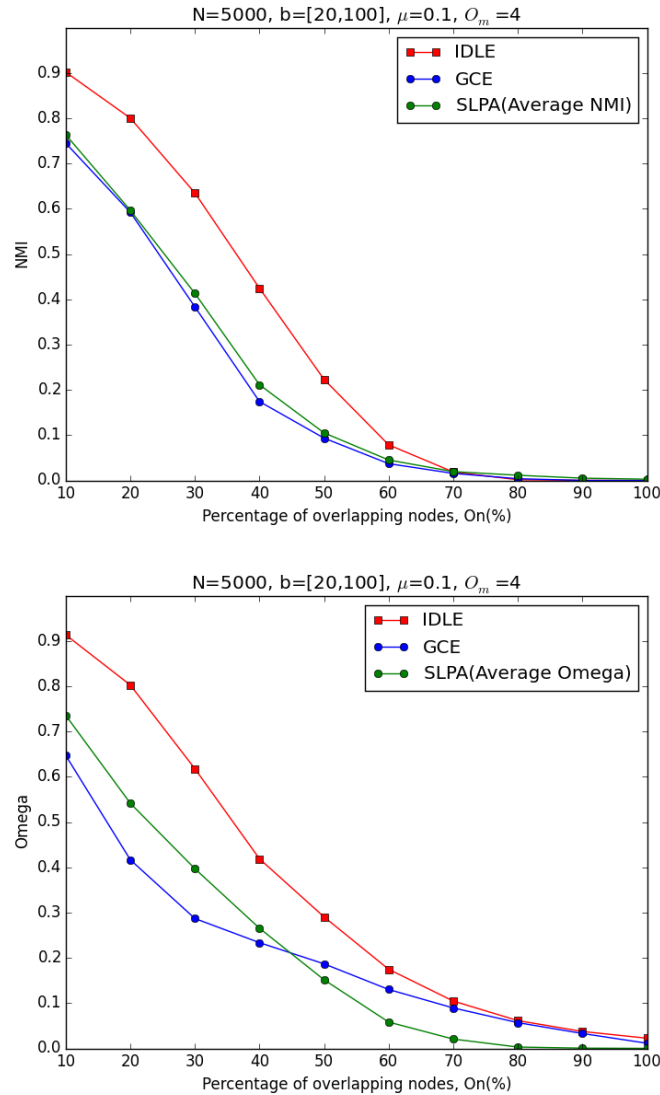 N=5000, b=[20,100], μ=0.1, O_m =4
IDLE
GCE
SLPA(Average NMI)
0.9
0.8
0.7
0.6
0.5
0.4
0.3
0.2
0.1
0.0
NMI
10 20 30 40 50 60 70 80 90 100
Percentage of overlapping nodes, On(%)
N=5000, b=[20,100], μ=0.1, O_m =4
IDLE
GCE
SLPA(Average Omega)
0.9
0.8
0.7
0.6
0.5
0.4
0.3
0.2
0.1
0.0
Omega
10 20 30 40 50 60 70 80 90 100
Percentage of overlapping nodes, On(%)